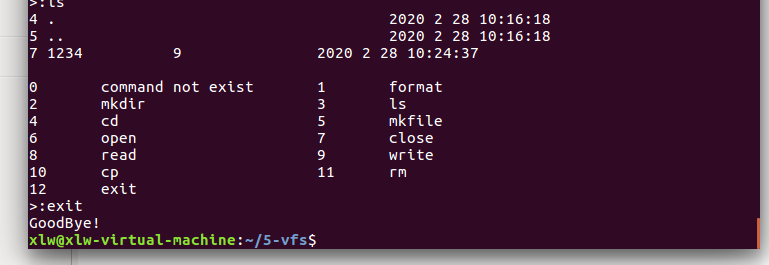 >:ls
4 . 2020 2 28 10:16:18
5 .. 2020 2 28 10:16:18
7 1234 9 2020 2 28 10:24:37
0 command not exist 1 format
2 mkdir 3 ls
4 cd 5 mkfile
6 open 7 close
8 read 9 write
10 cp 11 rm
12 exit
>:exit
GoodBye!
xlw@xlw-virtual-machine:~/5-vfs$